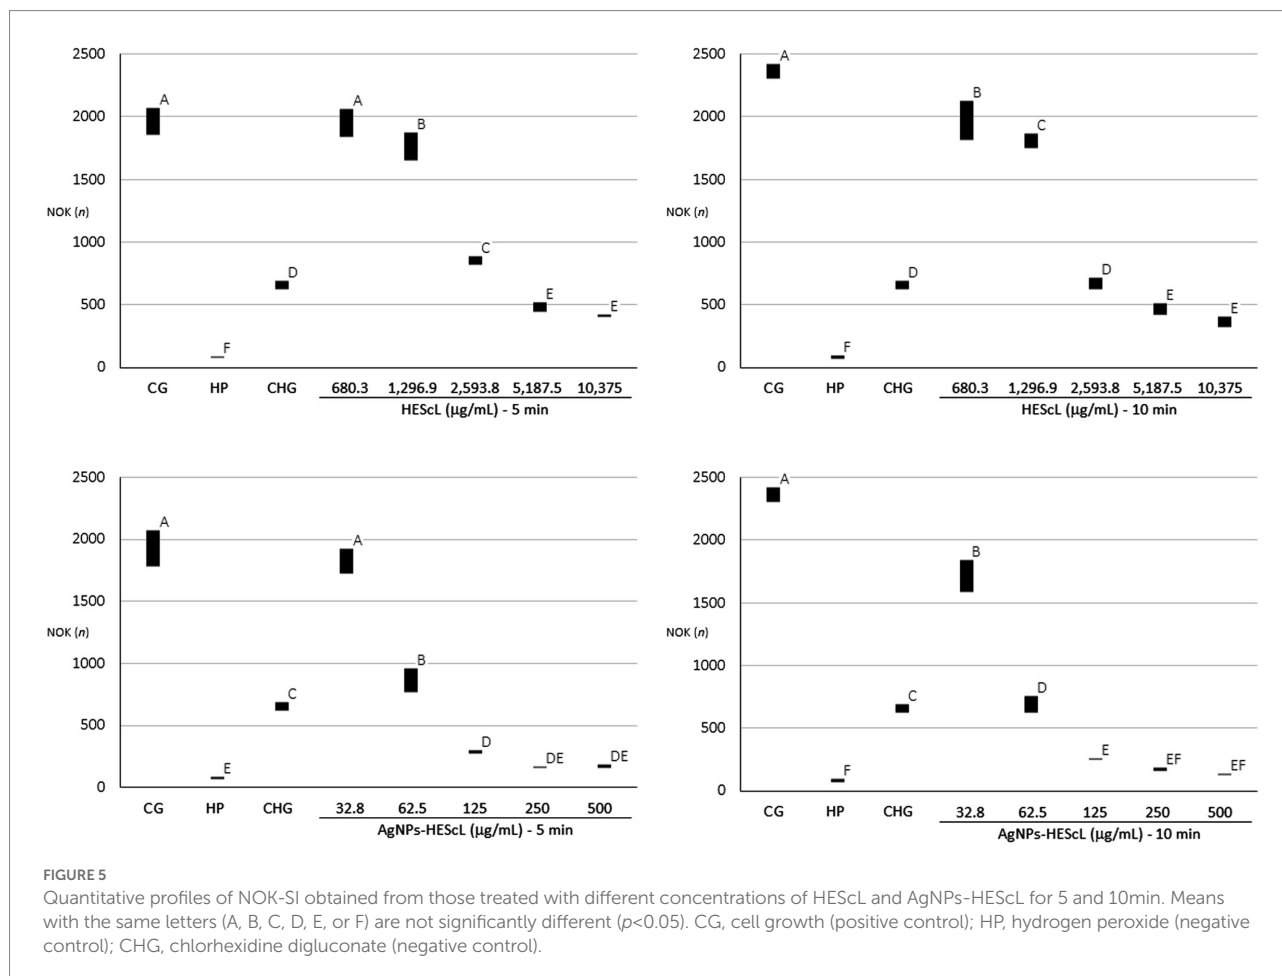 2500
A
A
2000
B
1500
NOK (n)
1000
C
D
500
E
E
F
0
CG HP CHG 680.3 1,296.9 2,593.8 5,187.5 10,375
HEScL (µg/mL) - 5 min
2500
A
B
2000
C
1500
NOK (n)
1000
D
D
500
E
E
F
0
CG HP CHG 680.3 1,296.9 2,593.8 5,187.5 10,375
HEScL (µg/mL) - 10 min
2500
A
A
2000
1500
NOK (n)
1000
B
C
500
D
DE
DE
E
0
CG HP CHG 32.8 62.5 125 250 500
AgNPs-HEScL (µg/mL) - 5 min
2500
A
2000
B
1500
NOK (n)
1000
C
D
500
E
EF
EF
F
0
CG HP CHG 32.8 62.5 125 250 500
AgNPs-HEScL (µg/mL) - 10 min
FIGURE 5
Quantitative profiles of NOK-SI obtained from those treated with different concentrations of HEScL and AgNPs-HEScL for 5 and 10min. Means
with the same letters (A, B, C, D, E, or F) are not significantly different (p<0.05). CG, cell growth (positive control); HP, hydrogen peroxide (negative
control); CHG, chlorhexidine digluconate (negative control).